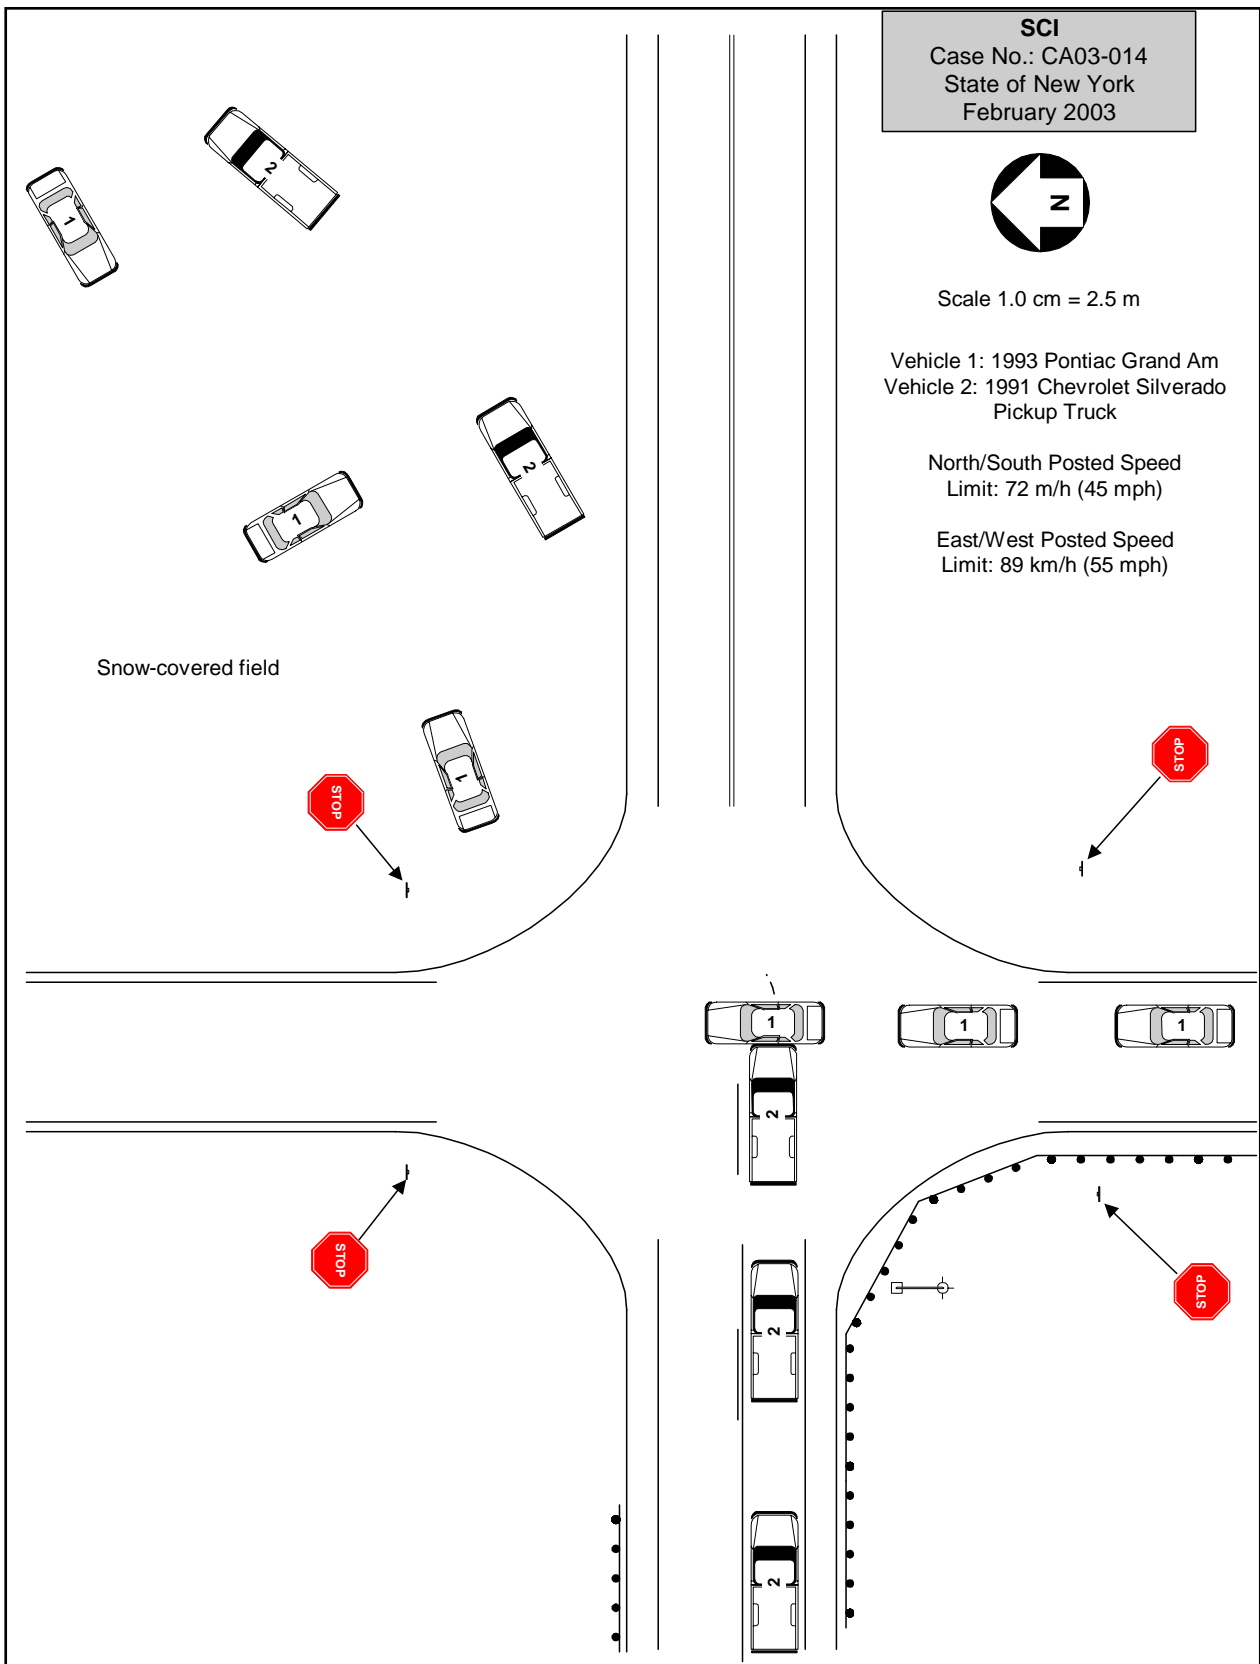 SCI
Case No.: CA03-014
State of New York
February 2003
N
Scale 1.0 cm = 2.5 m
Vehicle 1: 1993 Pontiac Grand Am
Vehicle 2: 1991 Chevrolet Silverado
Pickup Truck
North/South Posted Speed
Limit: 72 m/h (45 mph)
East/West Posted Speed
Limit: 89 km/h (55 mph)
2
1
2
1
Snow-covered field
1
STOP
STOP
1
1
1
2
STOP
STOP
2
2